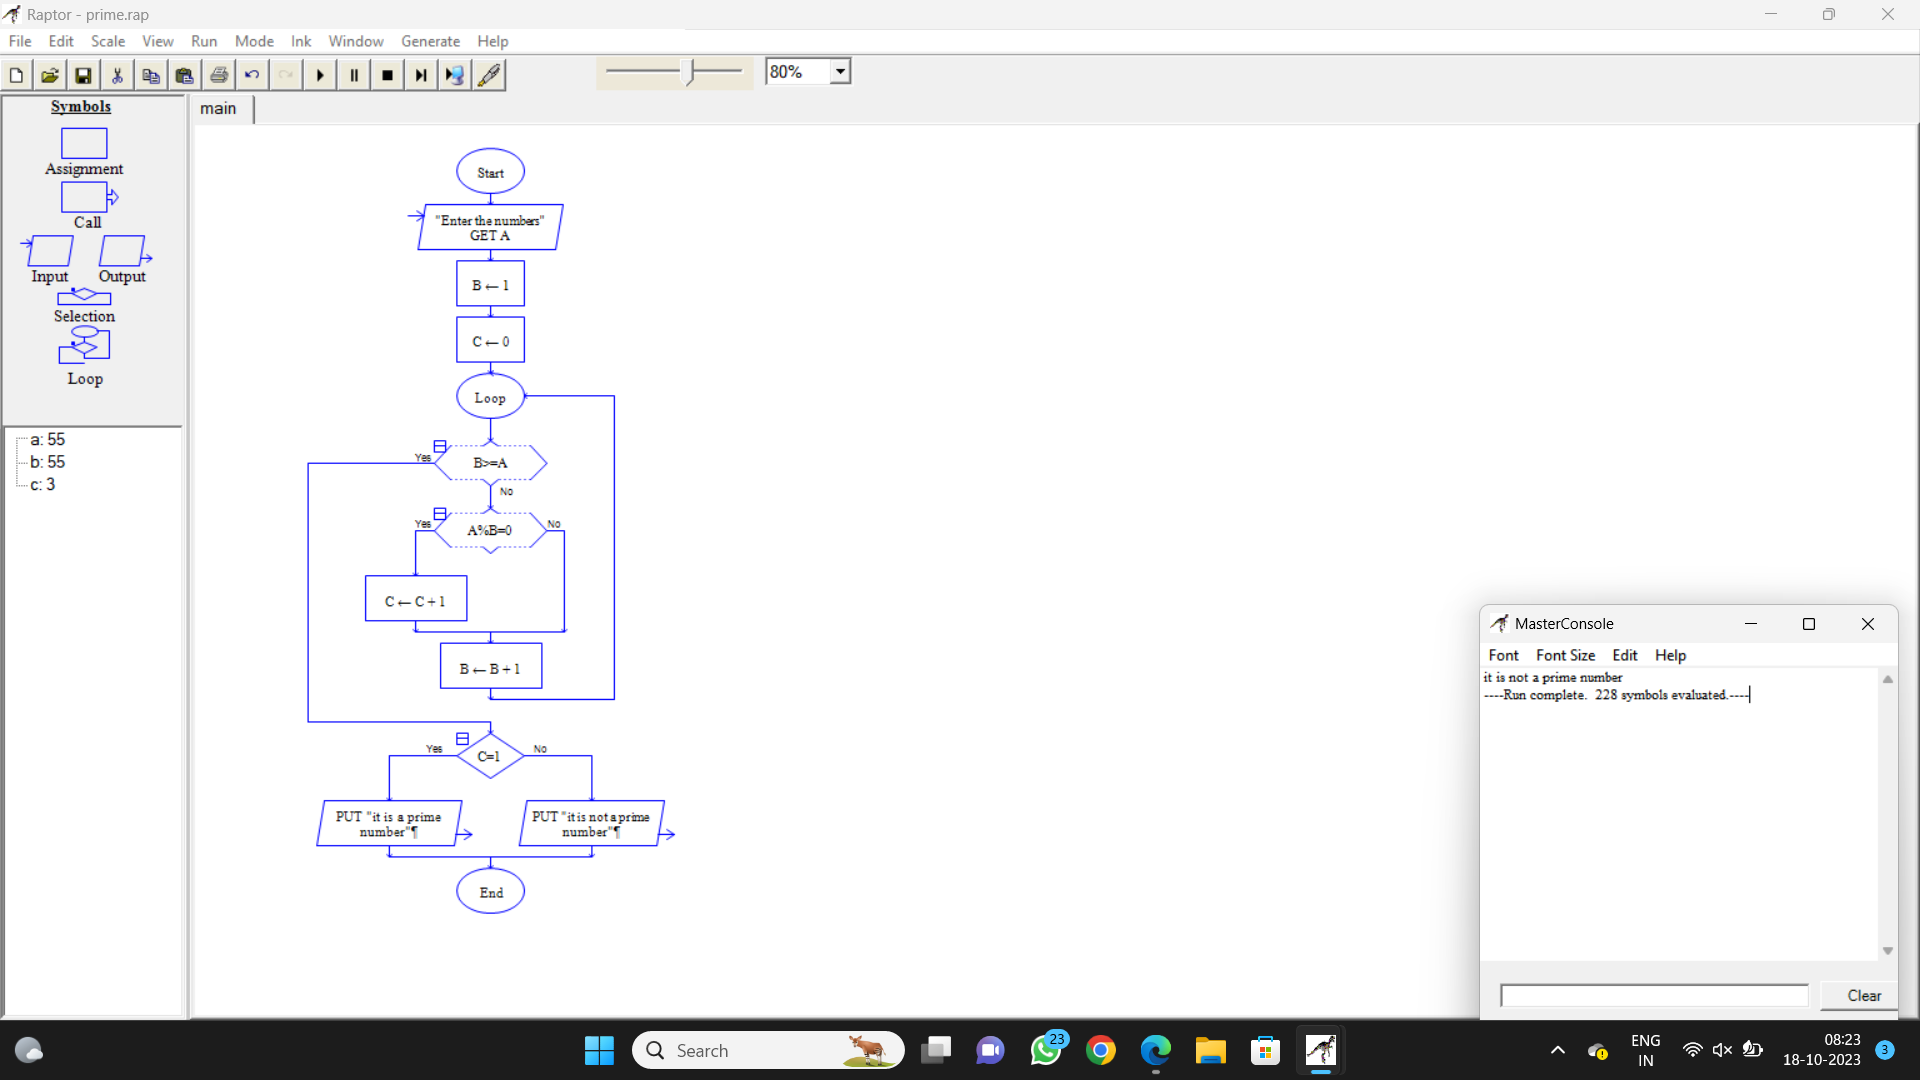 Raptor - prime.rap
File Edit Scale View Run Mode Ink Window Generate Help
80%
Symbols
main
Assignment
Call
Input Output
Selection
Loop
a: 55
b: 55
c: 3
Start
"Enter the numbers"
GET A
B ← 1
C ← 0
Loop
Yes
B>=A
No
Yes
A%B=0
No
C ← C + 1
B ← B + 1
Yes
C=1
No
PUT "it is a prime
number"¶
PUT "it is not a prime
number"¶
End
MasterConsole
Font Font Size Edit Help
it is not a prime number
----Run complete. 228 symbols evaluated.----
Clear
Search
23
ENG
IN
08:23
18-10-2023
3